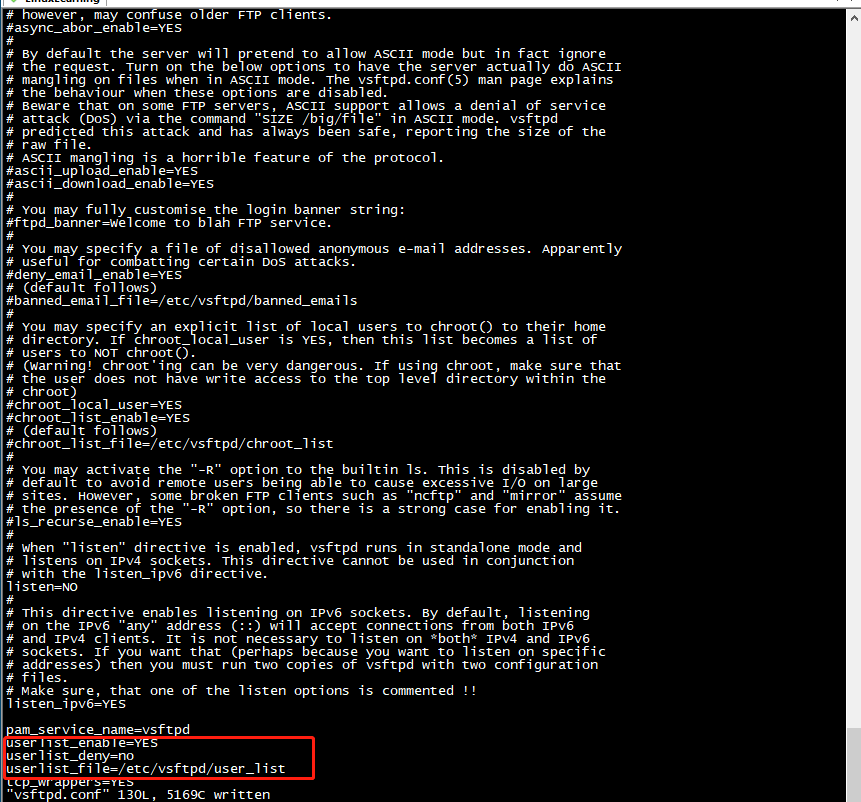 LinuxLearning
# however, may confuse older FTP clients.
#async_abor_enable=YES
#
# By default the server will pretend to allow ASCII mode but in fact ignore
# the request. Turn on the below options to have the server actually do ASCII
# mangling on files when in ASCII mode. The vsftpd.conf(5) man page explains
# the behaviour when these options are disabled.
# Beware that on some FTP servers, ASCII support allows a denial of service
# attack (DoS) via the command "SIZE /big/file" in ASCII mode. vsftpd
# predicted this attack and has always been safe, reporting the size of the
# raw file.
# ASCII mangling is a horrible feature of the protocol.
#ascii_upload_enable=YES
#ascii_download_enable=YES
#
# You may fully customise the login banner string:
#ftpd_banner=Welcome to blah FTP service.
#
# You may specify a file of disallowed anonymous e-mail addresses. Apparently
# useful for combatting certain DoS attacks.
#deny_email_enable=YES
# (default follows)
#banned_email_file=/etc/vsftpd/banned_emails
#
# You may specify an explicit list of local users to chroot() to their home
# directory. If chroot_local_user is YES, then this list becomes a list of
# users to NOT chroot().
# (Warning! chroot'ing can be very dangerous. If using chroot, make sure that
# the user does not have write access to the top level directory within the
# chroot)
#chroot_local_user=YES
#chroot_list_enable=YES
# (default follows)
#chroot_list_file=/etc/vsftpd/chroot_list
#
# You may activate the "-R" option to the builtin ls. This is disabled by
# default to avoid remote users being able to cause excessive I/O on large
# sites. However, some broken FTP clients such as "ncftp" and "mirror" assume
# the presence of the "-R" option, so there is a strong case for enabling it.
#ls_recurse_enable=YES
#
# When "listen" directive is enabled, vsftpd runs in standalone mode and
# listens on IPv4 sockets. This directive cannot be used in conjunction
# with the listen_ipv6 directive.
listen=NO
#
# This directive enables listening on IPv6 sockets. By default, listening
# on the IPv6 "any" address (::) will accept connections from both IPv6
# and IPv4 clients. It is not necessary to listen on *both* IPv4 and IPv6
# sockets. If you want that (perhaps because you want to listen on specific
# addresses) then you must run two copies of vsftpd with two configuration
# files.
# Make sure, that one of the listen options is commented !!
listen_ipv6=YES
pam_service_name=vsftpd
userlist_enable=YES
userlist_deny=no
userlist_file=/etc/vsftpd/user_list
tcp_wrappers=YES
"vsftpd.conf" 130L, 5169C written